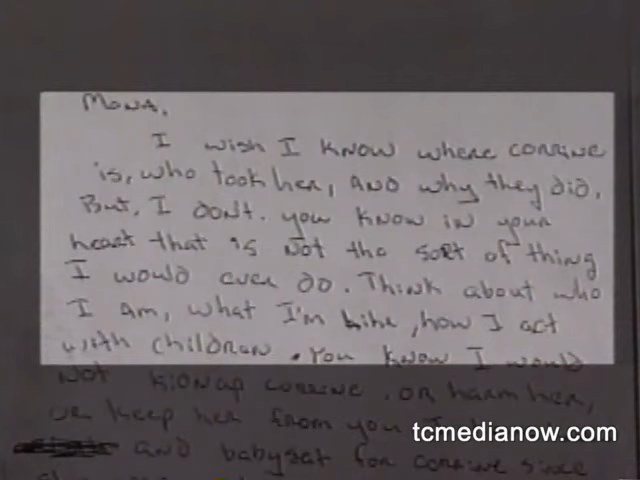 MONA,
I wish I know where corrine
is, who took her, AND why they DiD.
But, I don't. you know in your
heart that is Not the sort of thing
I would ever do. Think about who
I am, what I'm like, how I act
with children. You know I would
Not kidnap corrine, or harm her,
keep her from you
tcmedianow.com
AND babysat for corrine since